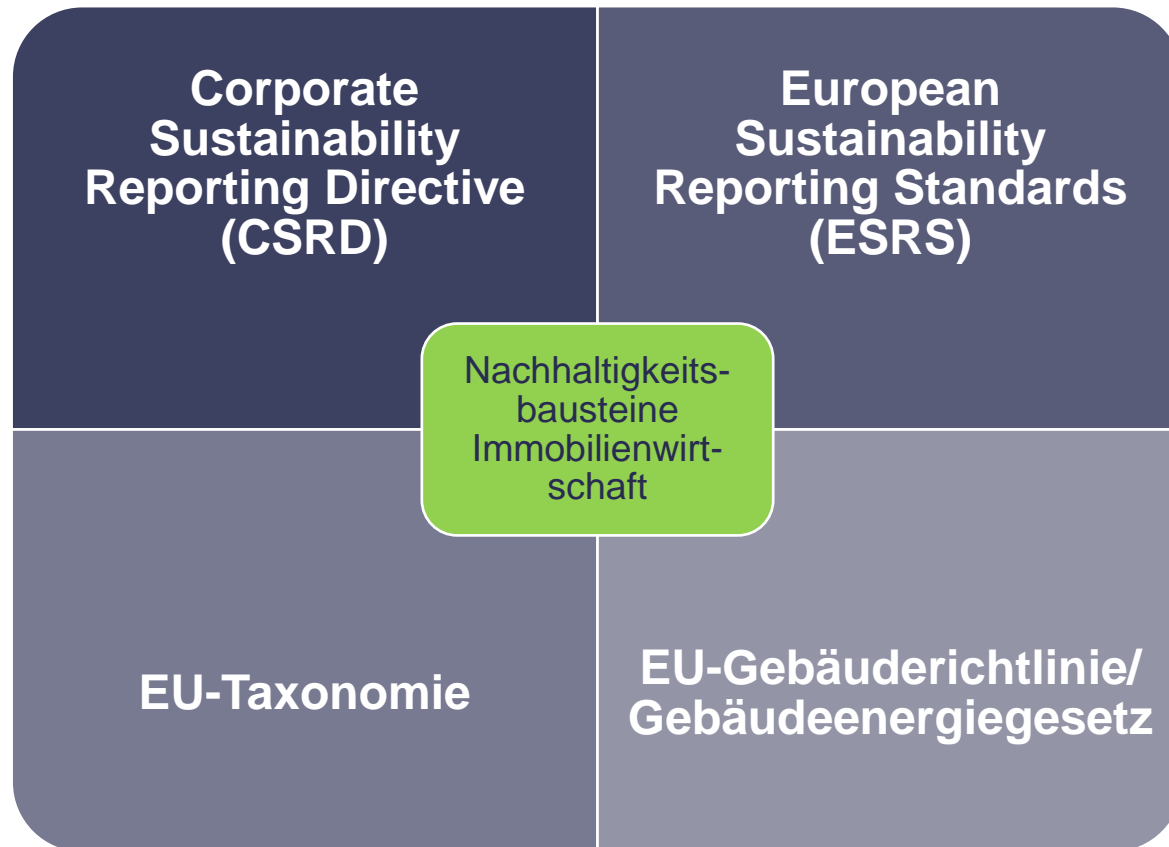 Corporate
Sustainability
Reporting Directive
(CSRD)
European
Sustainability
Reporting Standards
(ESRS)
Nachhaltigkeits-
bausteine
Immobilienwirt-
schaft
EU-Taxonomie
EU-Gebäuderichtlinie/
Gebäudeenergiegesetz